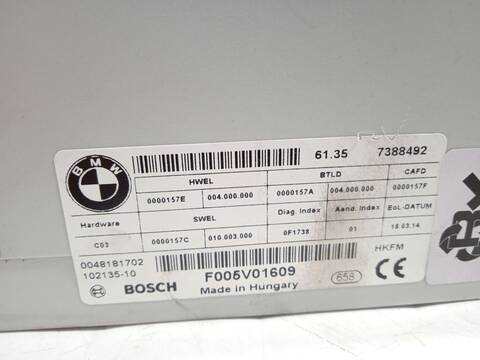 BMW
61.35 7388492
HWEL BTLD CAFD
0000157E 004.000.000 0000157A 004.000.000 0000157F
Hardware SWEL Diag. Index Aend. Index EoL-DATUM
C03 0000157C 010.003.000 0F1738 01 18.03.14
0048181702 HKFM
102135-10
BOSCH F005V01609 658 CE
Made in Hungary